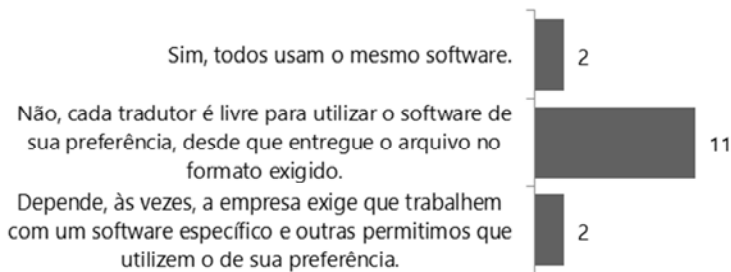 Sim, todos usam o mesmo software.
2
Não, cada tradutor é livre para utilizar o software de
sua preferência, desde que entregue o arquivo no
formato exigido.
11
Depende, às vezes, a empresa exige que trabalhem
com um software específico e outras permitimos que
utilizem o de sua preferência.
2